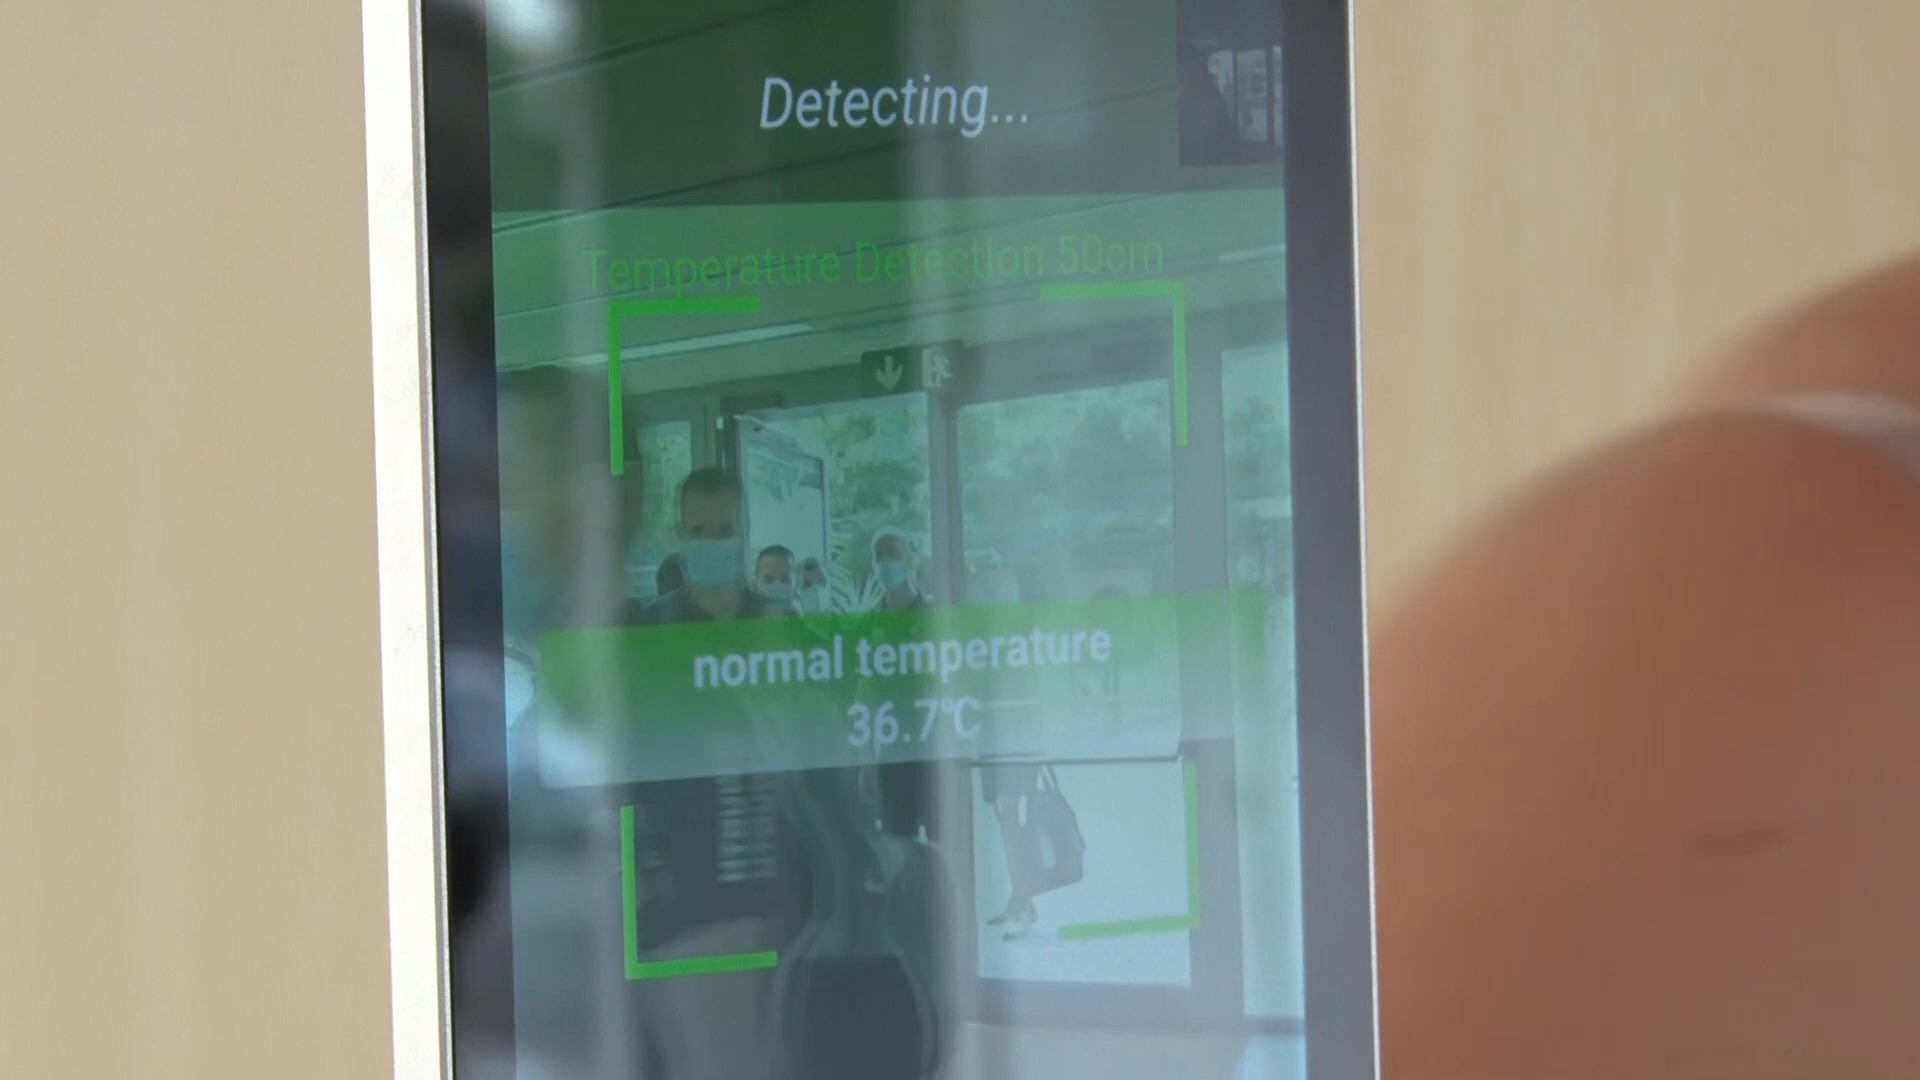 Detecting...
Temperature Detection 50cm
normal temperature
36.7°C